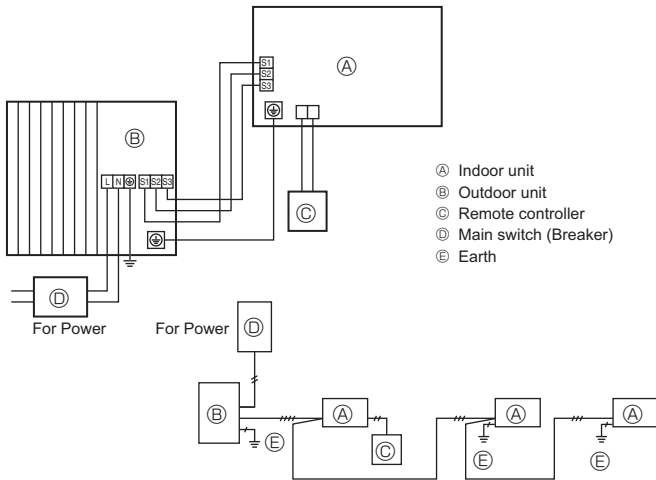 S1
S2
S3
Ⓐ
Ⓑ
L N S1 S2 S3
Ⓒ
Ⓐ Indoor unit
Ⓑ Outdoor unit
Ⓒ Remote controller
Ⓓ Main switch (Breaker)
Ⓔ Earth
Ⓓ
For Power
For Power
Ⓓ
Ⓑ
Ⓔ
Ⓐ
Ⓒ
Ⓐ
Ⓔ
Ⓐ
Ⓔ